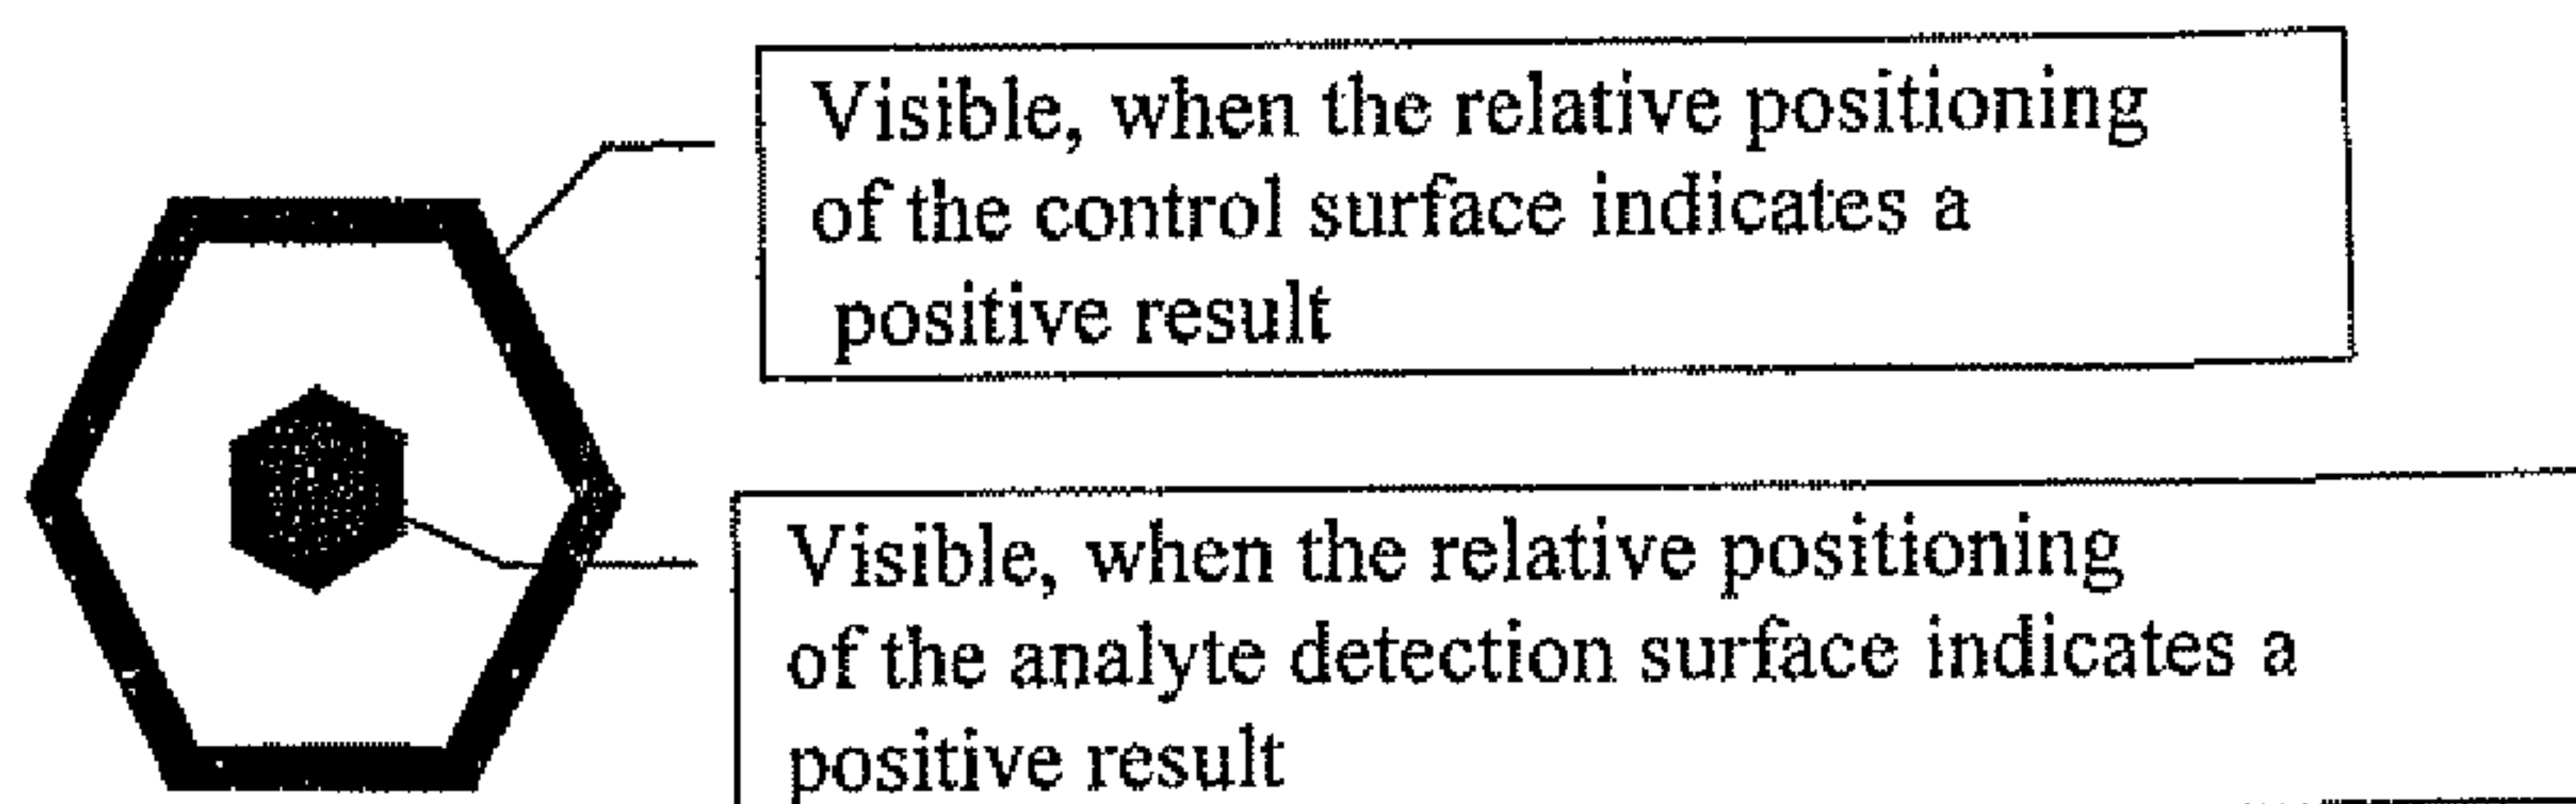 Visible, when the relative positioning
of the control surface indicates a
positive result
Visible, when the relative positioning
of the analyte detection surface indicates a
positive result